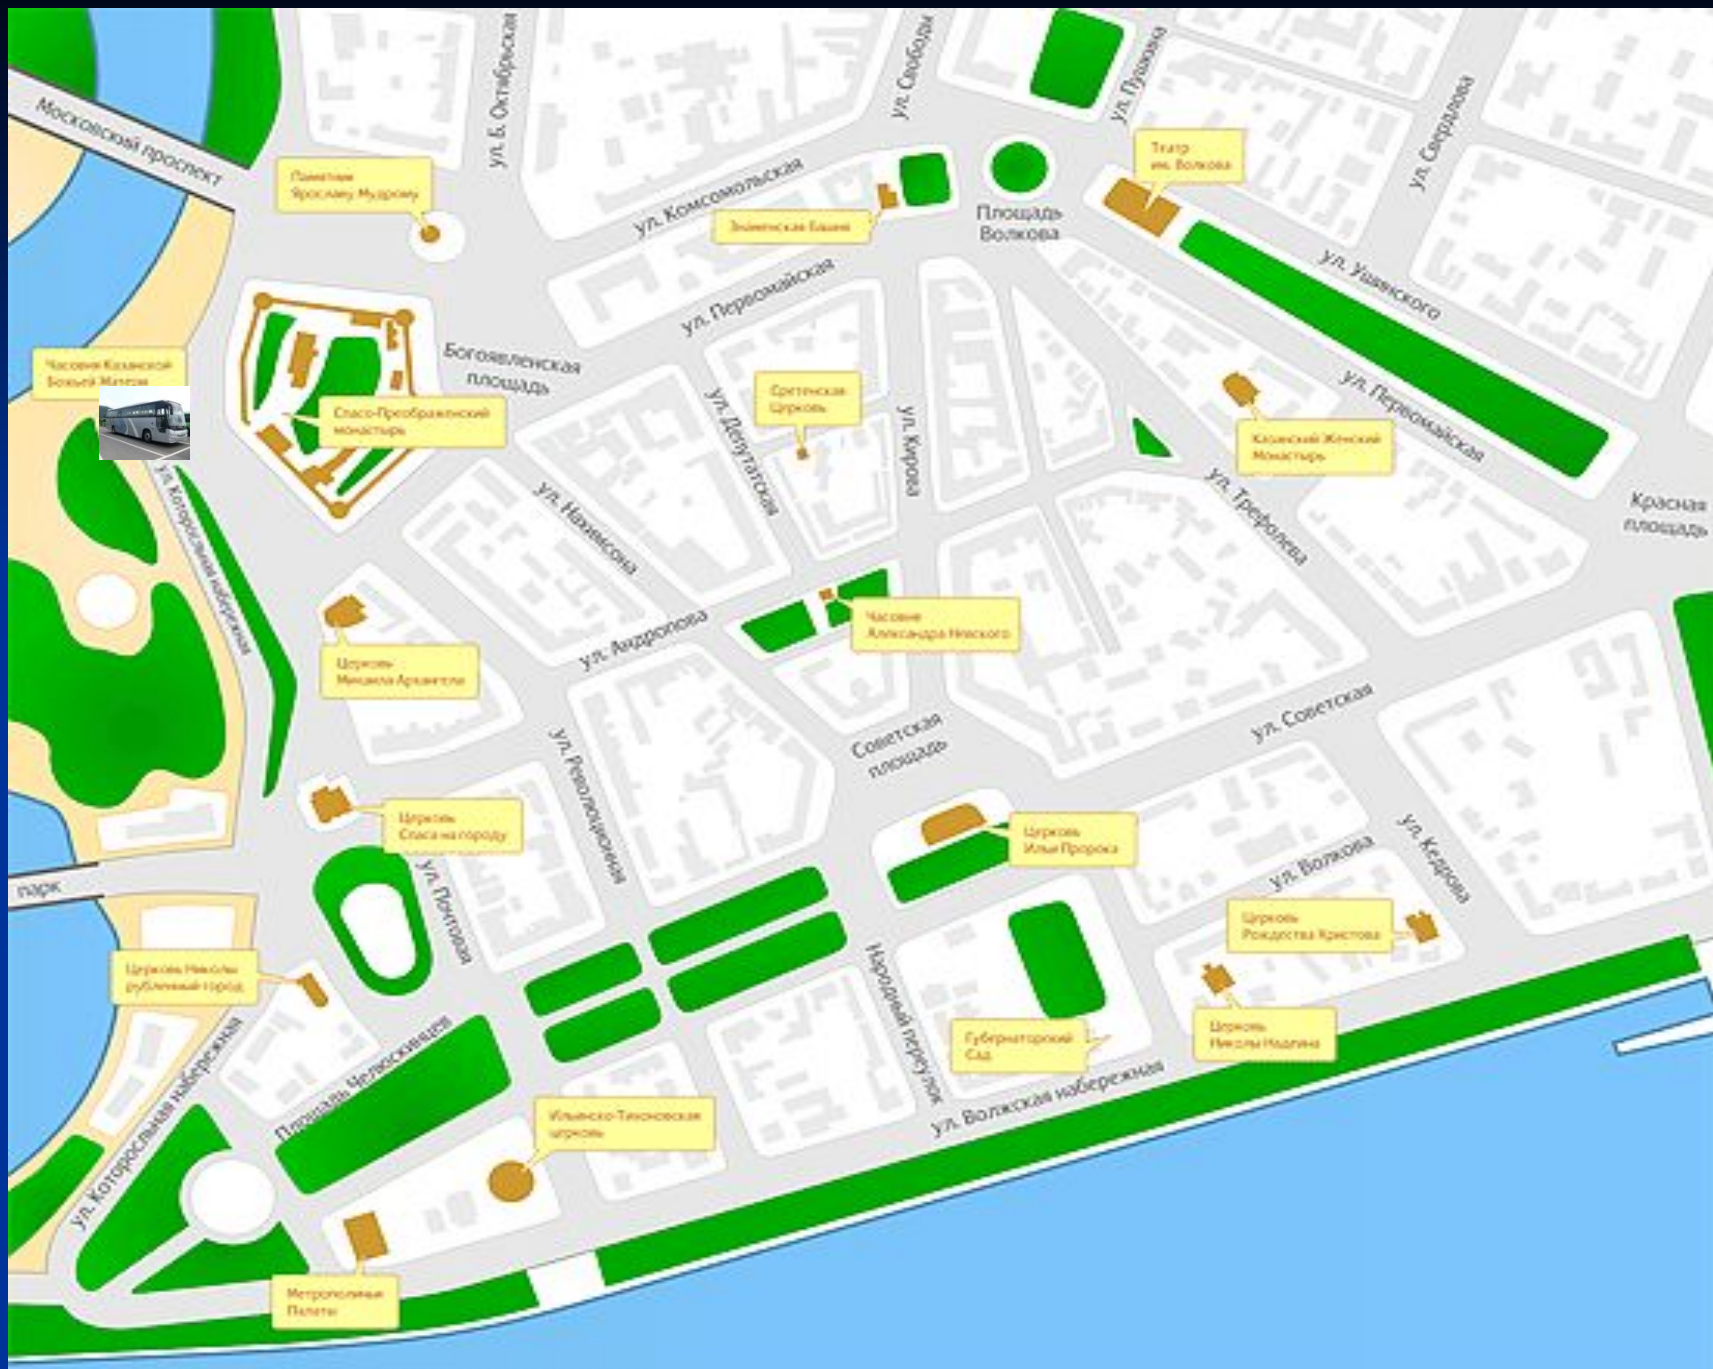 Московский проспект
ул. Б. Октябрьская
ул. Свободы
ул. Пушкина
ул. Свердлова
Памятник
Ярославу Мудрому
ул. Комсомольская
Знаменская башня
Площадь
Волкова
Театр
им. Волкова
ул. Ушинского
ул. Первомайская
Богоявленская
площадь
Часовня Казанской
Божьей Матери
Спасо-Преображенский
монастырь
Сретенская
Церковь
ул. Депутатская
ул. Кирова
ул. Первомайская
Казанский Женский
Монастырь
ул. Трефолева
Красная
площадь
ул. Которосльная набережная
ул. Нахимсона
ул. Андропова
Часовня
Александра Невского
Церковь
Михаила Архангела
ул. Революционная
Советская
площадь
ул. Советская
Церковь
Спаса на городу
Церковь
Ильи Пророка
ул. Волкова
ул. Кедрова
парк
ул. Почтовая
Церковь
Рождества Христова
Церковь Николы
рубленный город
Народный переулок
Губернаторский
Сад
Церковь
Николы Надеина
ул. Которосльная набережная
Площадь Челюскинцев
ул. Волжская набережная
Ильинско-Тихоновская
церковь
Метрополичьи
Палаты